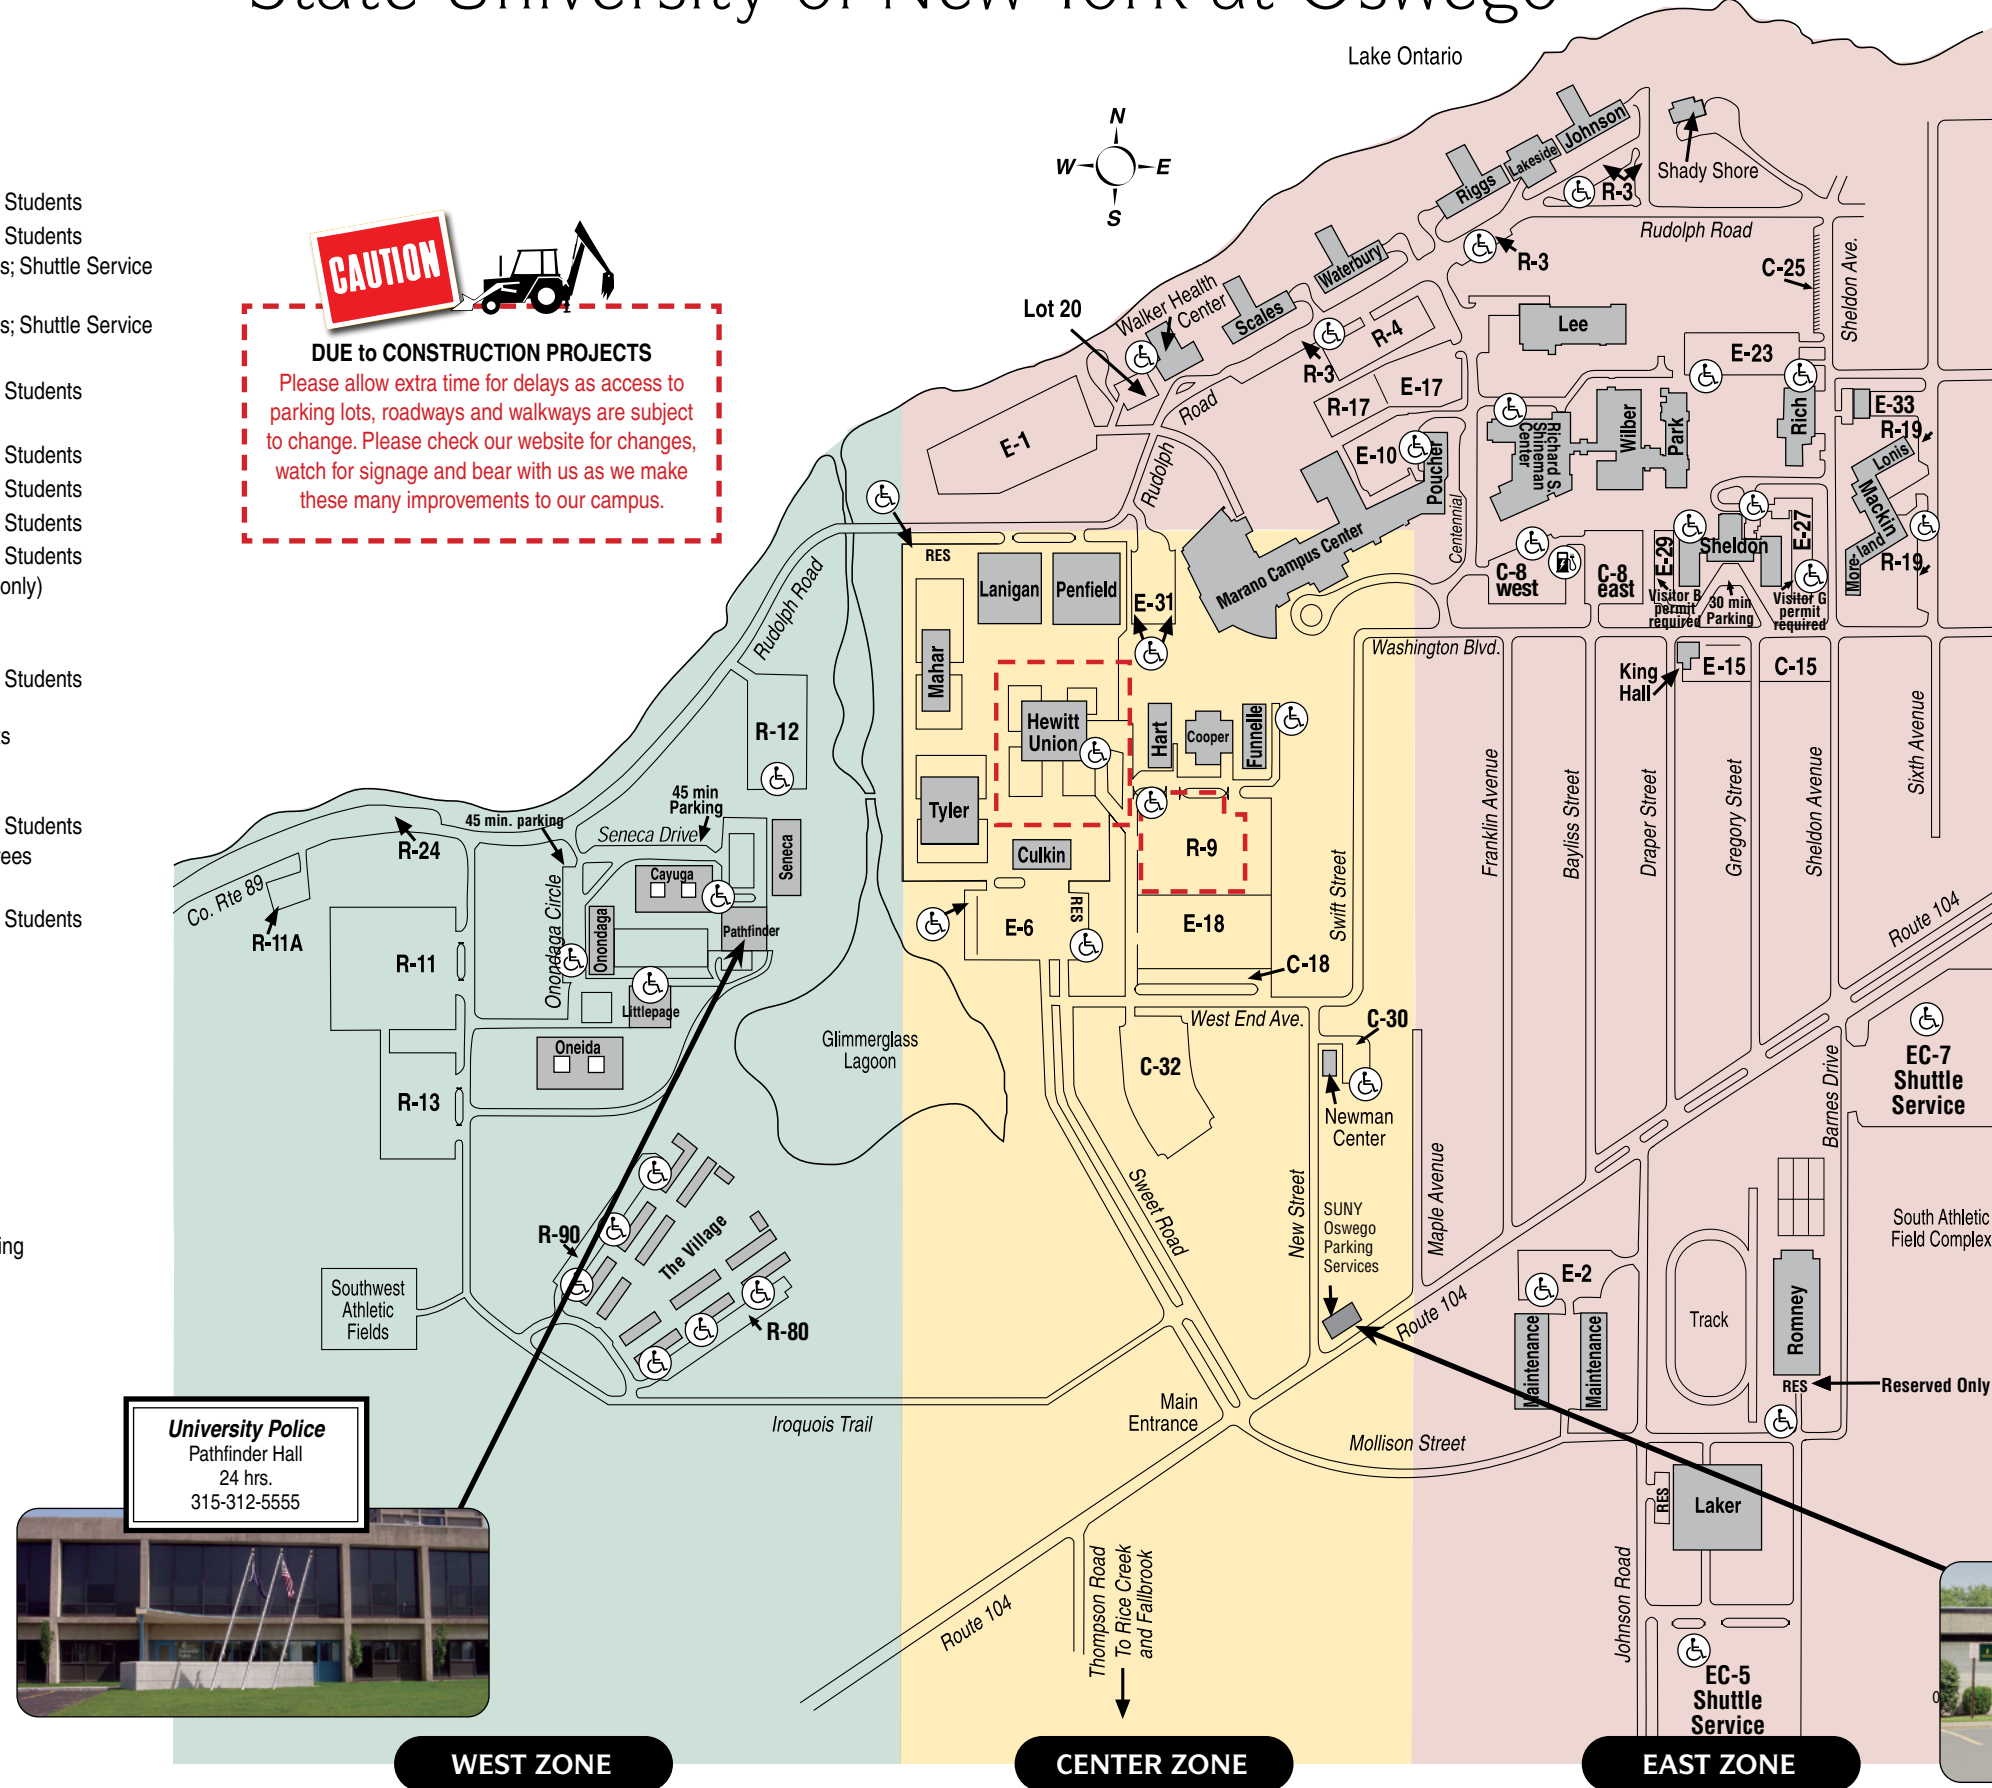 State University of New York at Oswego
Lake Ontario
N
W
E
S
Students
Students
s; Shuttle Service
s; Shuttle Service
Students
Students
Students
Students
Students
only)
Students
ts
Students
ees
Students
ing
CAUTION
DUE to CONSTRUCTION PROJECTS
Please allow extra time for delays as access to
parking lots, roadways and walkways are subject
to change. Please check our website for changes,
watch for signage and bear with us as we make
these many improvements to our campus.
Johnson
Lakeside
Riggs
R-3
Shady Shore
Rudolph Road
R-3
C-25
Sheldon Ave.
Waterbury
Walker Health
Center
Scales
Lot 20
R-4
R-3
Lee
E-23
E-17
R-17
Road
Rudolph
E-1
E-10
Poucher
Richard S.
Shineman
Center
Wilber
Park
Rich
E-33
R-19
Lonis
Mackin
More-
land
R-19
Centennial
Marano Campus Center
C-8
west
C-8
east
E-29
Sheldon
E-27
Visitor B
permit
required
30 min
Parking
Visitor G
permit
required
Washington Blvd.
King
Hall
E-15
C-15
RES
Lanigan
Penfield
E-31
Mahar
Hewitt
Union
Hart
Cooper
Funnelle
Tyler
Culkin
R-9
RES
E-6
E-18
C-18
Swift Street
Franklin Avenue
Bayliss Street
Draper Street
Gregory Street
Sheldon Avenue
Sixth Avenue
Route 104
Rudolph Road
R-12
45 min
Parking
45 min. parking
Seneca Drive
Seneca
R-24
Co. Rte 89
R-11A
Cayuga
Onondaga Circle
Onondaga
Pathfinder
R-11
Littlepage
Oneida
R-13
Glimmerglass
Lagoon
West End Ave.
C-30
C-32
Newman
Center
EC-7
Shuttle
Service
Barnes Drive
Sweet Road
New Street
Maple Avenue
SUNY
Oswego
Parking
Services
South Athletic
Field Complex
R-90
The Village
R-80
Southwest
Athletic
Fields
E-2
Maintenance
Maintenance
Track
Romney
RES
Reserved Only
Route 104
Main
Entrance
Iroquois Trail
Mollison Street
RES
Laker
University Police
Pathfinder Hall
24 hrs.
315-312-5555
Route 104
Thompson Road
To Rice Creek
and Fallbrook
Johnson Road
EC-5
Shuttle
Service
WEST ZONE
CENTER ZONE
EAST ZONE